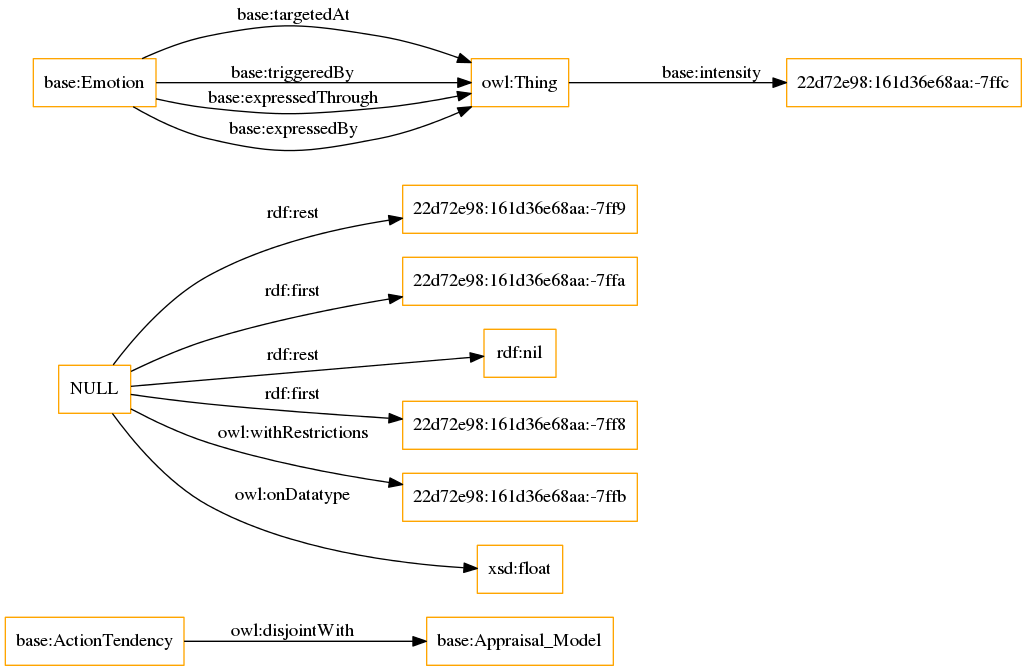 base:targetedAt
base:Emotion
base:triggeredBy
base:expressedThrough
base:expressedBy
owl:Thing
base:intensity
22d72e98:161d36e68aa:-7ffc
NULL
rdf:rest
22d72e98:161d36e68aa:-7ff9
rdf:first
22d72e98:161d36e68aa:-7ffa
rdf:rest
rdf:nil
rdf:first
22d72e98:161d36e68aa:-7ff8
owl:withRestrictions
22d72e98:161d36e68aa:-7ffb
owl:onDatatype
xsd:float
base:ActionTendency
owl:disjointWith
base:Appraisal_Model